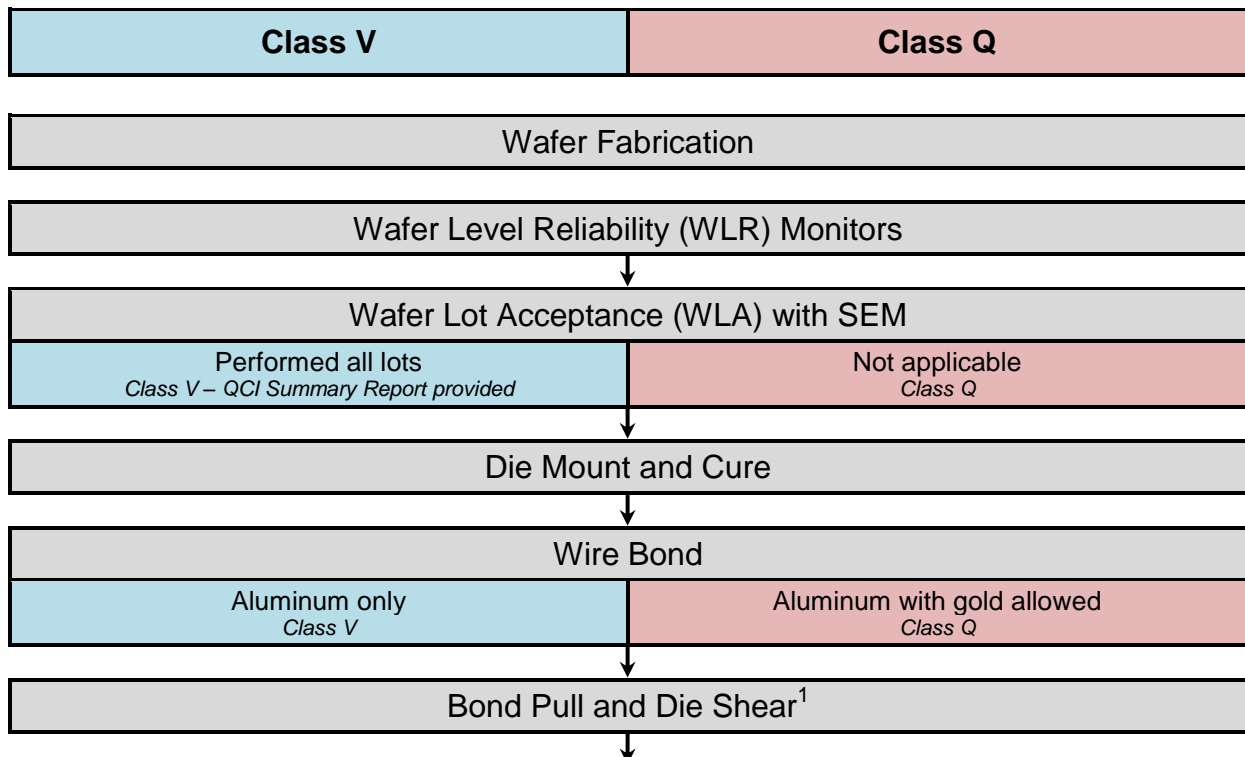 Class V Class Q
Wafer Fabrication
Wafer Level Reliability (WLR) Monitors
Wafer Lot Acceptance (WLA) with SEM
Performed all lots Not applicable
Class V – QCI Summary Report provided Class Q
Die Mount and Cure
Wire Bond
Aluminum only Aluminum with gold allowed
Class V Class Q
Bond Pull and Die Shear¹